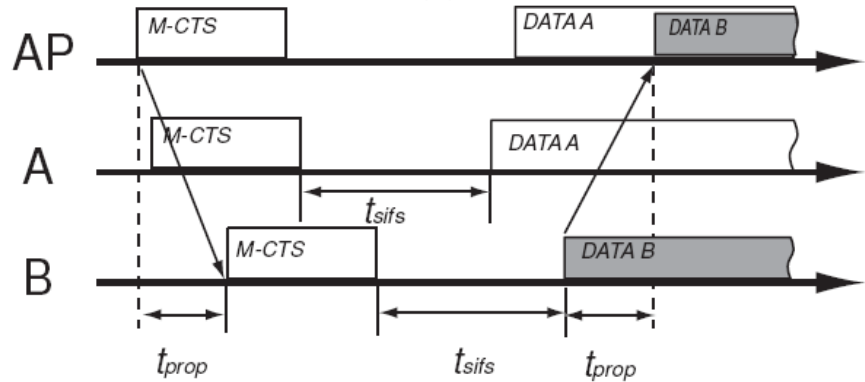 AP M-CTS DATA A DATA B
A M-CTS DATA A
tsifs
B M-CTS DATA B
tprop tsifs tprop